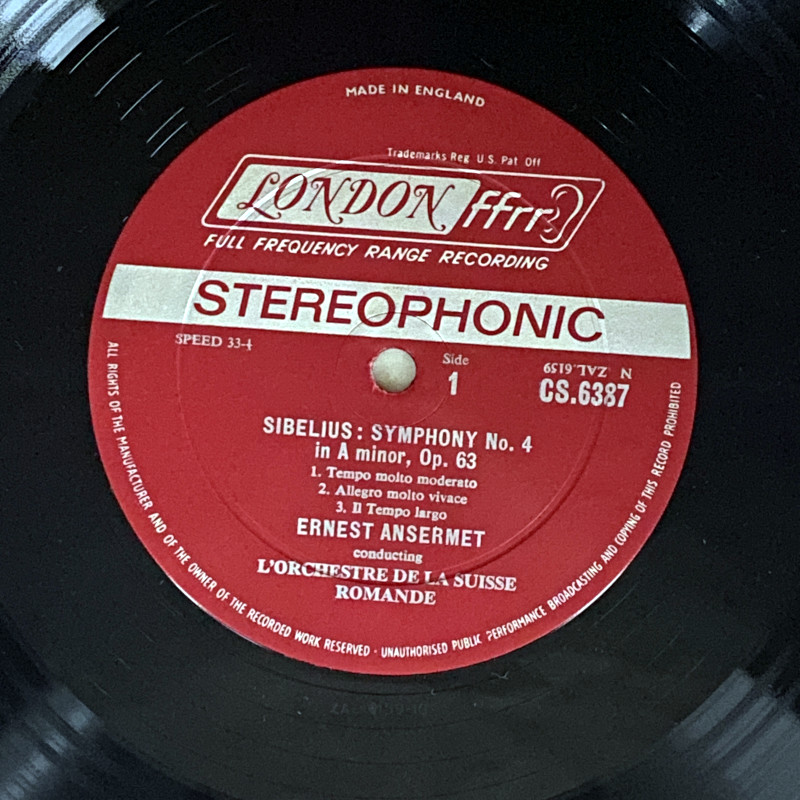 MADE IN ENGLAND
Trademarks Reg U.S. Pat Off
LONDON ffrr
FULL FREQUENCY RANGE RECORDING
STEREOPHONIC
SPEED 33-⅓
Side
1
N ZAL.6159
CS.6387
SIBELIUS: SYMPHONY No. 4
in A minor, Op. 63
1. Tempo molto moderato
2. Allegro molto vivace
3. Il Tempo largo
ERNEST ANSERMET
conducting
L'ORCHESTRE DE LA SUISSE
ROMANDE
ALL RIGHTS OF THE MANUFACTURER AND OF THE OWNER OF THE RECORDED WORK RESERVED · UNAUTHORISED PUBLIC PERFORMANCE BROADCASTING AND COPYING OF THIS RECORD PROHIBITED